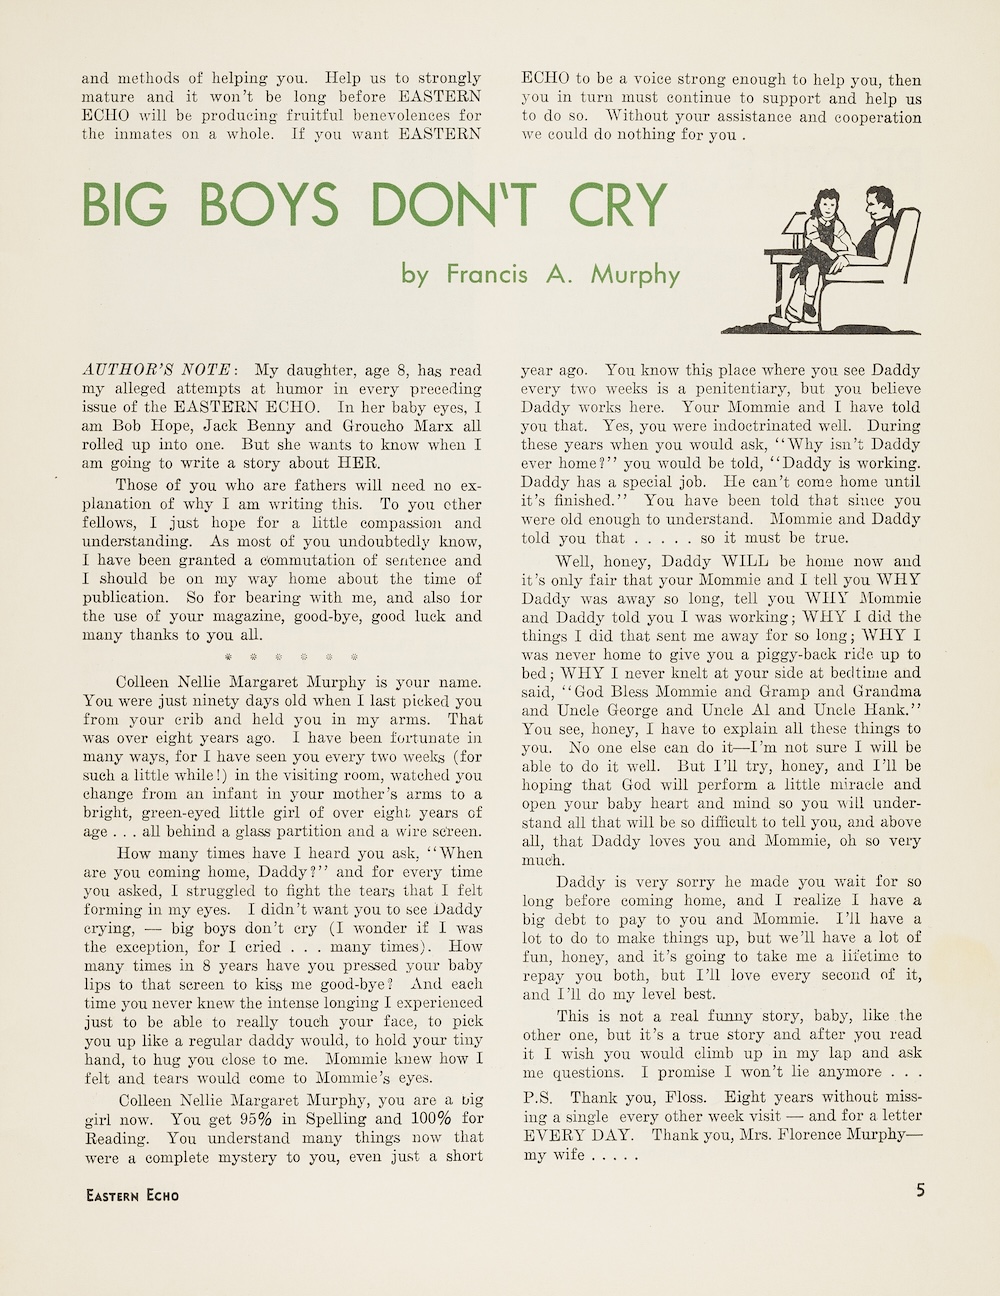 and methods of helping you. Help us to strongly
mature and it won't be long before EASTERN
ECHO will be producing fruitful benevolences for
the inmates on a whole. If you want EASTERN
ECHO to be a voice strong enough to help you, then
you in turn must continue to support and help us
to do so. Without your assistance and cooperation
we could do nothing for you .
BIG BOYS DON'T CRY
by Francis A. Murphy
AUTHOR'S NOTE: My daughter, age 8, has read
my alleged attempts at humor in every preceding
issue of the EASTERN ECHO. In her baby eyes, I
am Bob Hope, Jack Benny and Groucho Marx all
rolled up into one. But she wants to know when I
am going to write a story about HER.
Those of you who are fathers will need no ex-
planation of why I am writing this. To you other
fellows, I just hope for a little compassion and
understanding. As most of you undoubtedly know,
I have been granted a commutation of sentence and
I should be on my way home about the time of
publication. So for bearing with me, and also for
the use of your magazine, good-bye, good luck and
many thanks to you all.
* * * * * *
Colleen Nellie Margaret Murphy is your name.
You were just ninety days old when I last picked you
from your crib and held you in my arms. That
was over eight years ago. I have been fortunate in
many ways, for I have seen you every two weeks (for
such a little while!) in the visiting room, watched you
change from an infant in your mother's arms to a
bright, green-eyed little girl of over eight years of
age . . . all behind a glass partition and a wire screen.
How many times have I heard you ask, "When
are you coming home, Daddy?" and for every time
you asked, I struggled to fight the tears that I felt
forming in my eyes. I didn't want you to see Daddy
crying, — big boys don't cry (I wonder if I was
the exception, for I cried . . . many times). How
many times in 8 years have you pressed your baby
lips to that screen to kiss me good-bye? And each
time you never knew the intense longing I experienced
just to be able to really touch your face, to pick
you up like a regular daddy would, to hold your tiny
hand, to hug you close to me. Mommie knew how I
felt and tears would come to Mommie's eyes.
Colleen Nellie Margaret Murphy, you are a big
girl now. You get 95% in Spelling and 100% for
Reading. You understand many things now that
were a complete mystery to you, even just a short
year ago. You know this place where you see Daddy
every two weeks is a penitentiary, but you believe
Daddy works here. Your Mommie and I have told
you that. Yes, you were indoctrinated well. During
these years when you would ask, "Why isn't Daddy
ever home?" you would be told, "Daddy is working.
Daddy has a special job. He can't come home until
it's finished." You have been told that since you
were old enough to understand. Mommie and Daddy
told you that . . . . . so it must be true.
Well, honey, Daddy WILL be home now and
it's only fair that your Mommie and I tell you WHY
Daddy was away so long, tell you WHY Mommie
and Daddy told you I was working; WHY I did the
things I did that sent me away for so long; WHY I
was never home to give you a piggy-back ride up to
bed; WHY I never knelt at your side at bedtime and
said, "God Bless Mommie and Gramp and Grandma
and Uncle George and Uncle Al and Uncle Hank."
You see, honey, I have to explain all these things to
you. No one else can do it—I'm not sure I will be
able to do it well. But I'll try, honey, and I'll be
hoping that God will perform a little miracle and
open your baby heart and mind so you will under-
stand all that will be so difficult to tell you, and above
all, that Daddy loves you and Mommie, oh so very
much.
Daddy is very sorry he made you wait for so
long before coming home, and I realize I have a
big debt to pay to you and Mommie. I'll have a
lot to do to make things up, but we'll have a lot of
fun, honey, and it's going to take me a lifetime to
repay you both, but I'll love every second of it,
and I'll do my level best.
This is not a real funny story, baby, like the
other one, but it's a true story and after you read
it I wish you would climb up in my lap and ask
me questions. I promise I won't lie anymore . . .
P.S. Thank you, Floss. Eight years without miss-
ing a single every other week visit — and for a letter
EVERY DAY. Thank you, Mrs. Florence Murphy—
my wife . . . . .
EASTERN ECHO
5